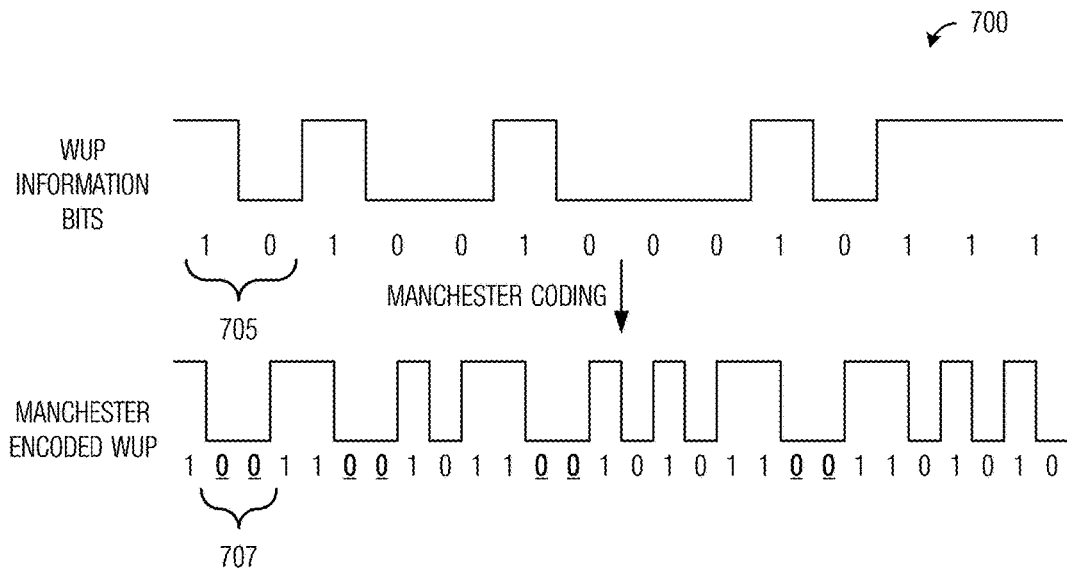 700
WUP
INFORMATION
BITS
1 0 1 0 0 1 0 0 0 1 0 1 1 1
705
MANCHESTER CODING
MANCHESTER
ENCODED WUP
1 0 0 1 1 0 0 1 0 1 1 0 0 1 0 1 0 1 1 0 0 1 1 0 1 0 1 0
707